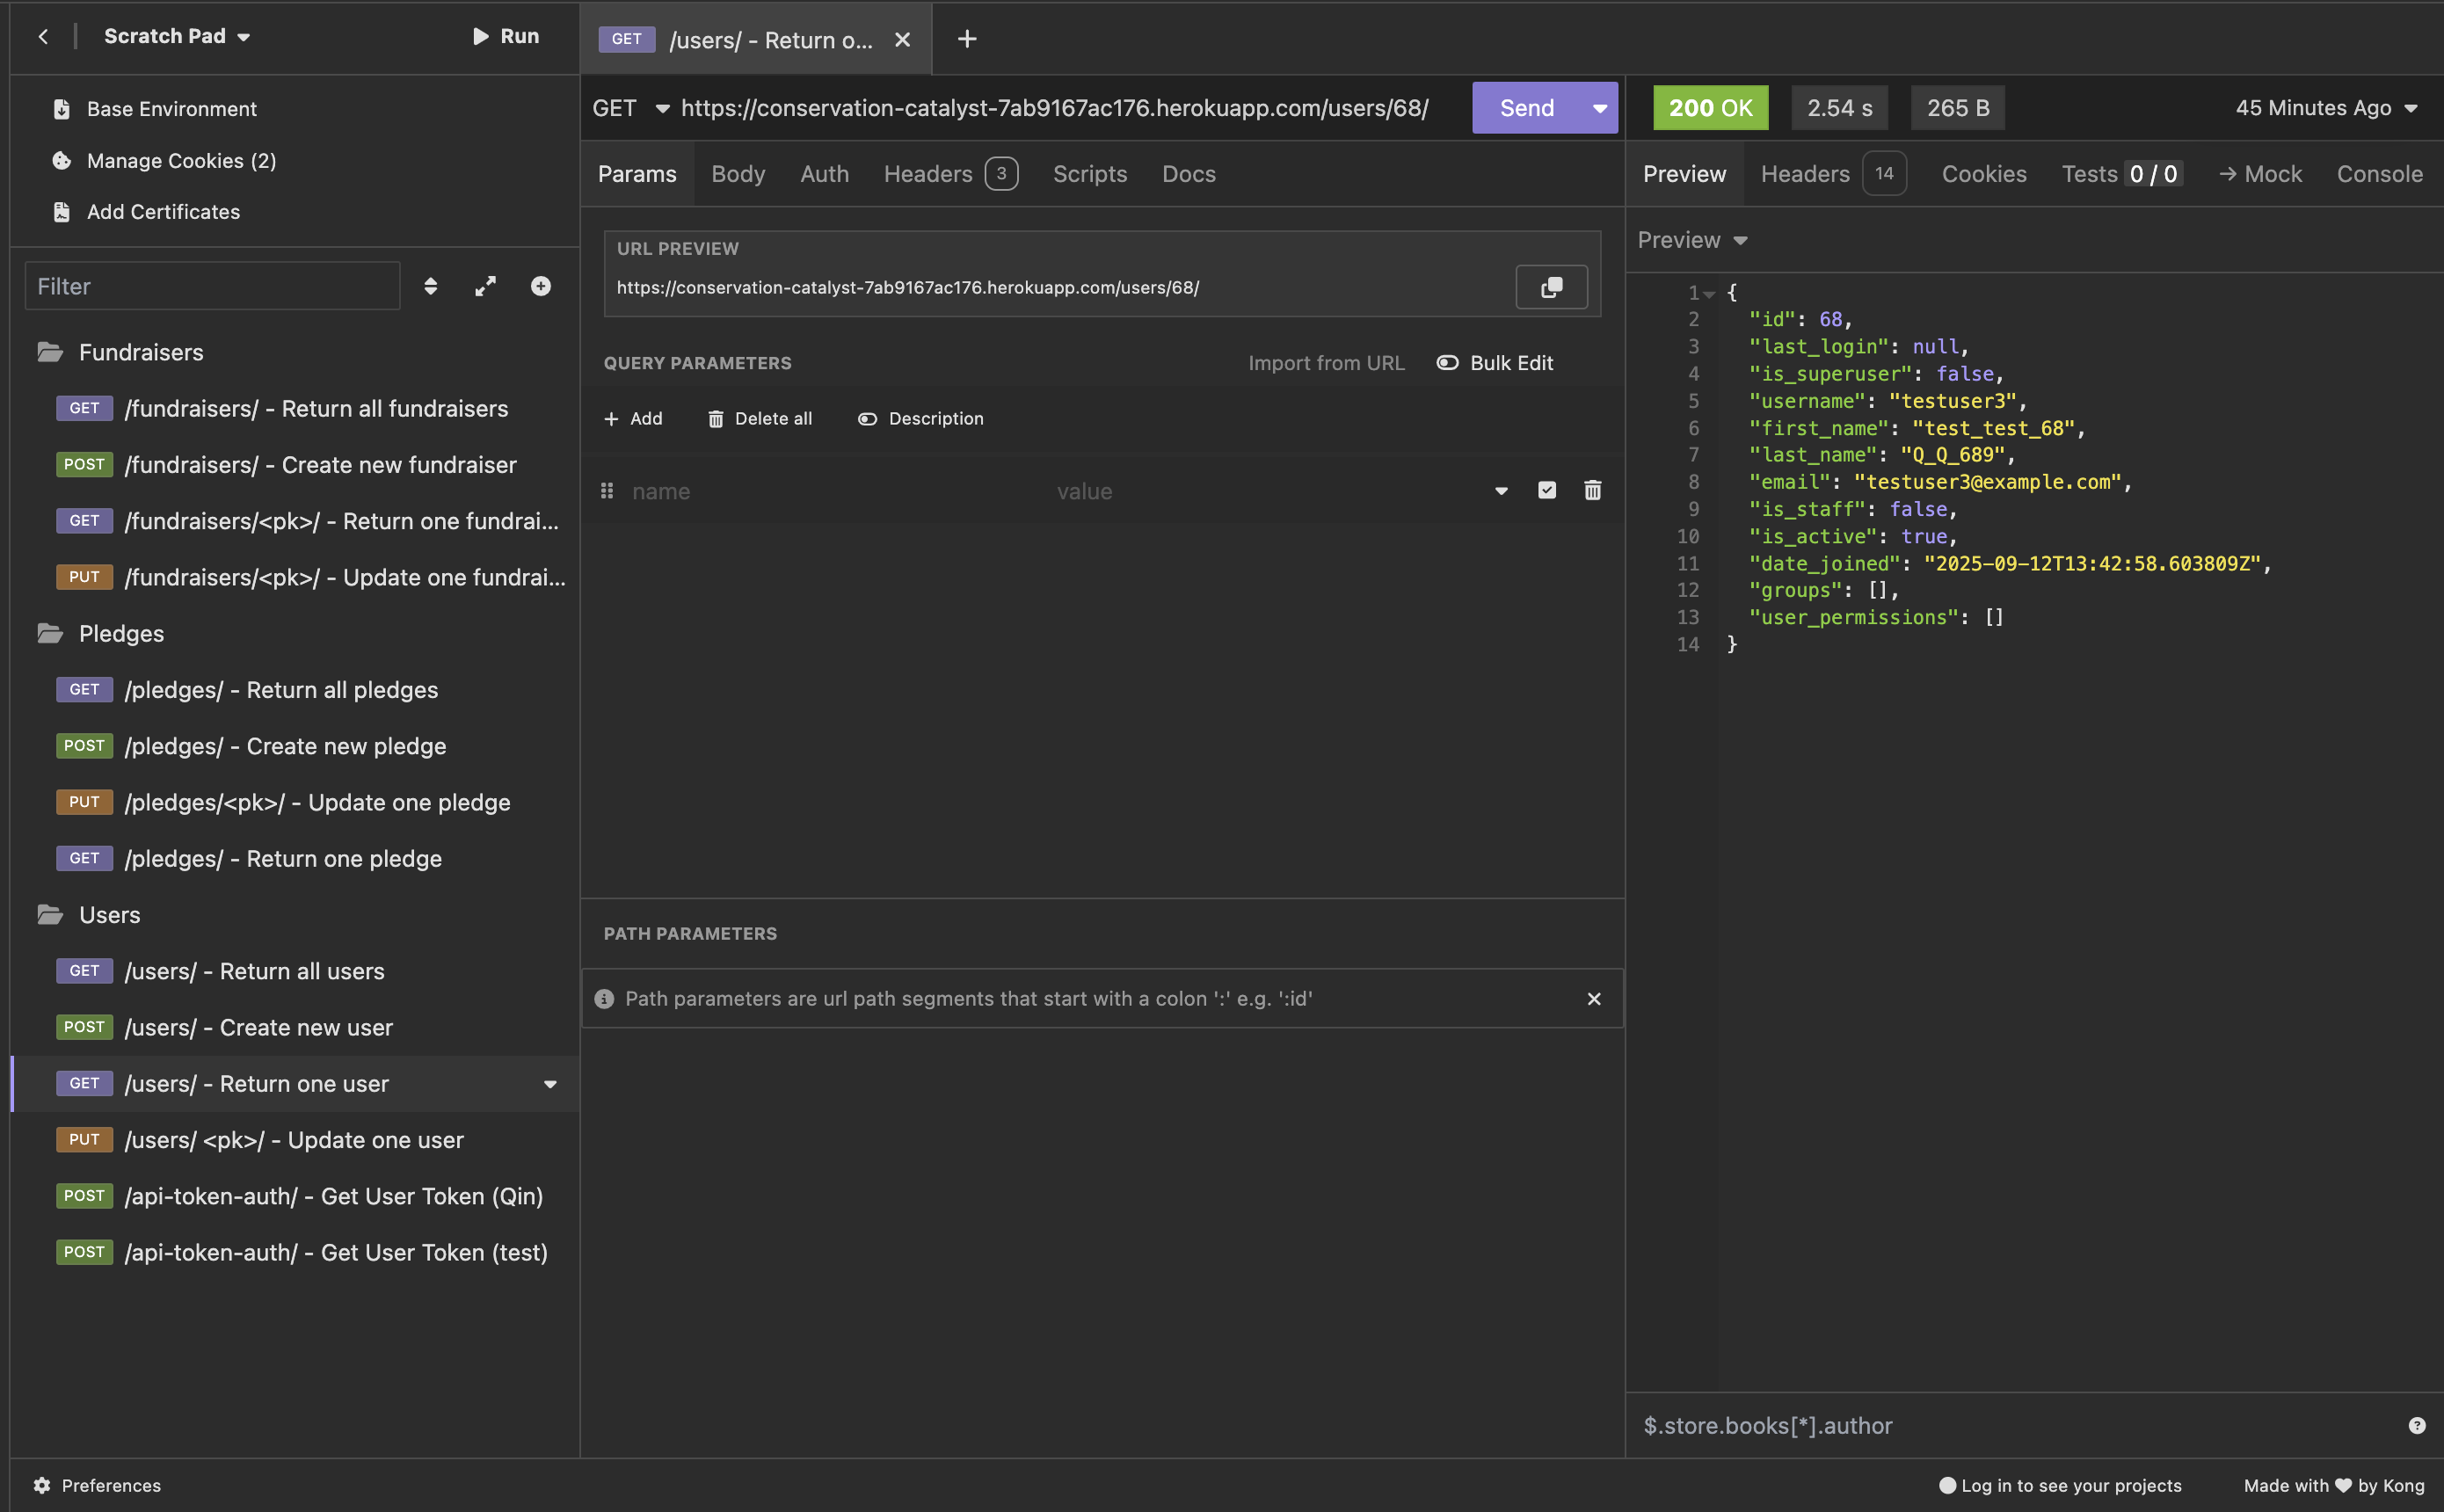 Scratch Pad
Run
Base Environment
Manage Cookies (2)
Add Certificates
Filter
Fundraisers
GET /fundraisers/ - Return all fundraisers
POST /fundraisers/ - Create new fundraiser
GET /fundraisers/<pk>/ - Return one fundrai...
PUT /fundraisers/<pk>/ - Update one fundrai...
Pledges
GET /pledges/ - Return all pledges
POST /pledges/ - Create new pledge
PUT /pledges/<pk>/ - Update one pledge
GET /pledges/ - Return one pledge
Users
GET /users/ - Return all users
POST /users/ - Create new user
GET /users/ - Return one user
PUT /users/ <pk>/ - Update one user
POST /api-token-auth/ - Get User Token (Qin)
POST /api-token-auth/ - Get User Token (test)
Preferences
GET /users/ - Return o...
GET https://conservation-catalyst-7ab9167ac176.herokuapp.com/users/68/ Send
Params Body Auth Headers 3 Scripts Docs
URL PREVIEW
https://conservation-catalyst-7ab9167ac176.herokuapp.com/users/68/
QUERY PARAMETERS Import from URL Bulk Edit
Add Delete all Description
name value
PATH PARAMETERS
Path parameters are url path segments that start with a colon ':' e.g. ':id'
200 OK 2.54 s 265 B 45 Minutes Ago
Preview Headers 14 Cookies Tests 0 / 0 → Mock Console
Preview
1 {
2 "id": 68,
3 "last_login": null,
4 "is_superuser": false,
5 "username": "testuser3",
6 "first_name": "test_test_68",
7 "last_name": "Q_Q_689",
8 "email": "testuser3@example.com",
9 "is_staff": false,
10 "is_active": true,
11 "date_joined": "2025-09-12T13:42:58.603809Z",
12 "groups": [],
13 "user_permissions": []
14 }
$.store.books[*].author
Log in to see your projects
Made with ♥ by Kong